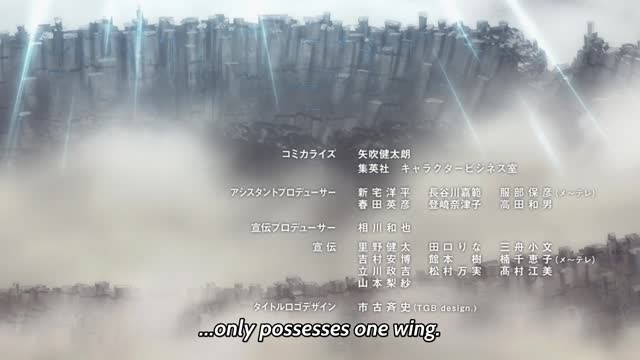 コミカライズ 矢吹健太朗
集英社 キャラクタービジネス室
アシスタントプロデューサー 新宅洋平 長谷川嘉範 服部保彦(メ〜テレ)
春田英彦 登崎奈津子 高田和男
宣伝プロデューサー 相川和也
宣伝 里野健太 田口りな 三舟小文
吉村安博 館本樹 楠千恵子(メ〜テレ)
立川政吉 松村万実 髙村江美
山本梨紗
タイトルロゴデザイン 市古斉史(TGB design.)
...only possesses one wing.